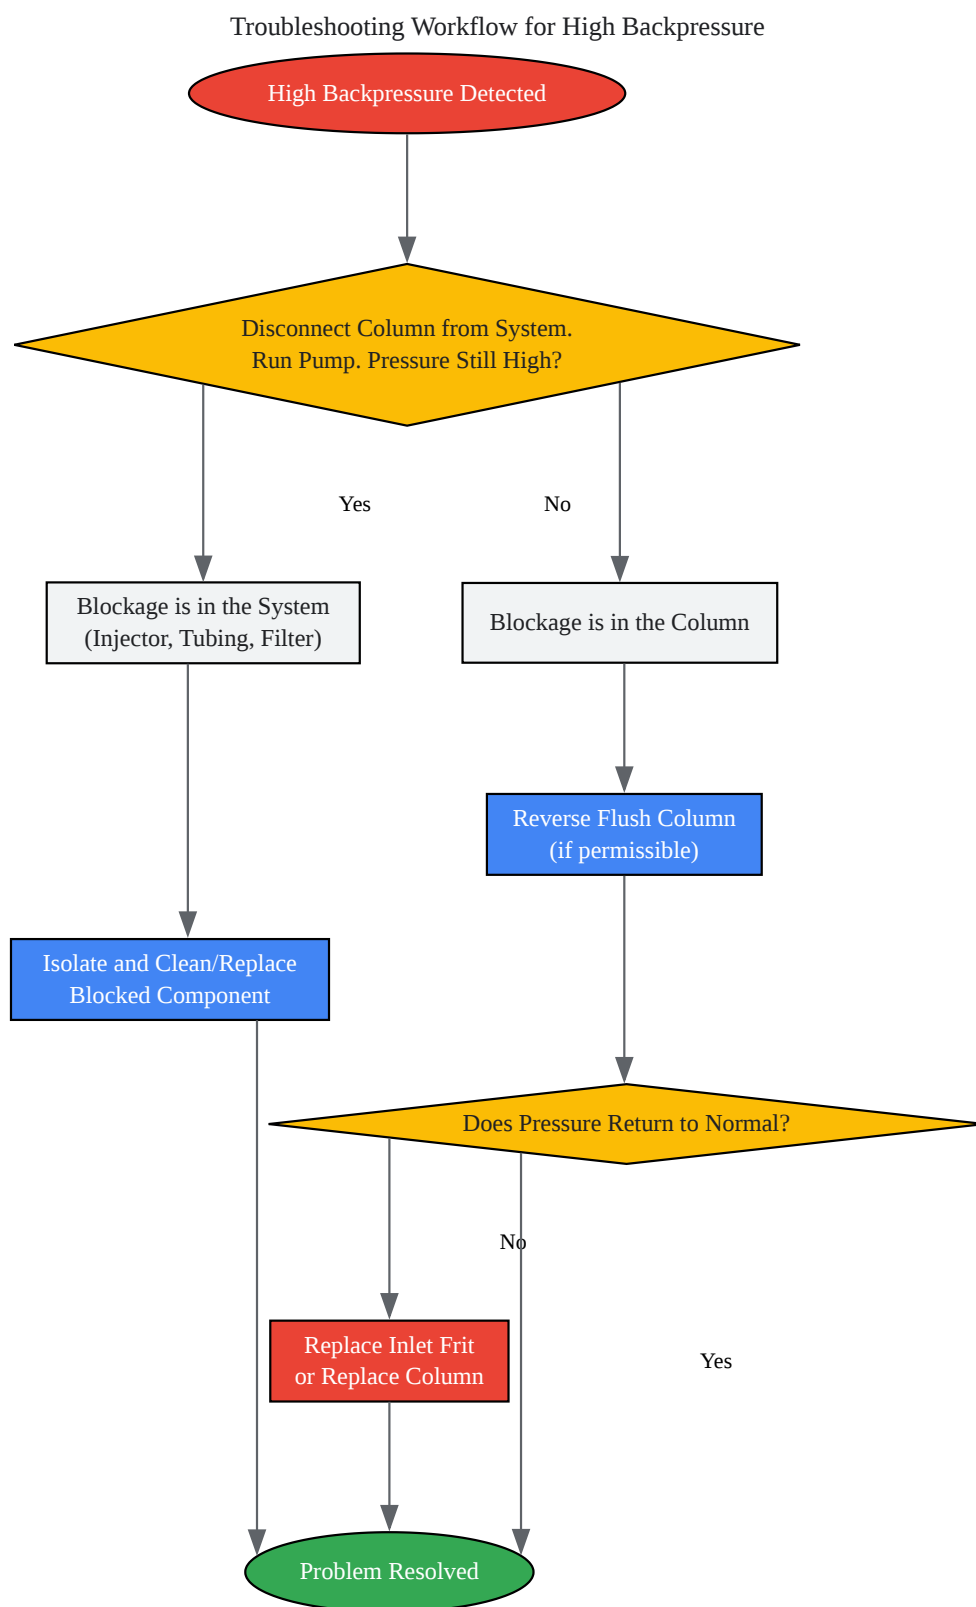 Troubleshooting Workflow for High Backpressure
High Backpressure Detected
Disconnect Column from System.
Run Pump. Pressure Still High?
Yes
No
Blockage is in the System
(Injector, Tubing, Filter)
Blockage is in the Column
Reverse Flush Column
(if permissible)
Isolate and Clean/Replace
Blocked Component
Does Pressure Return to Normal?
No
Replace Inlet Frit
or Replace Column
Yes
Problem Resolved